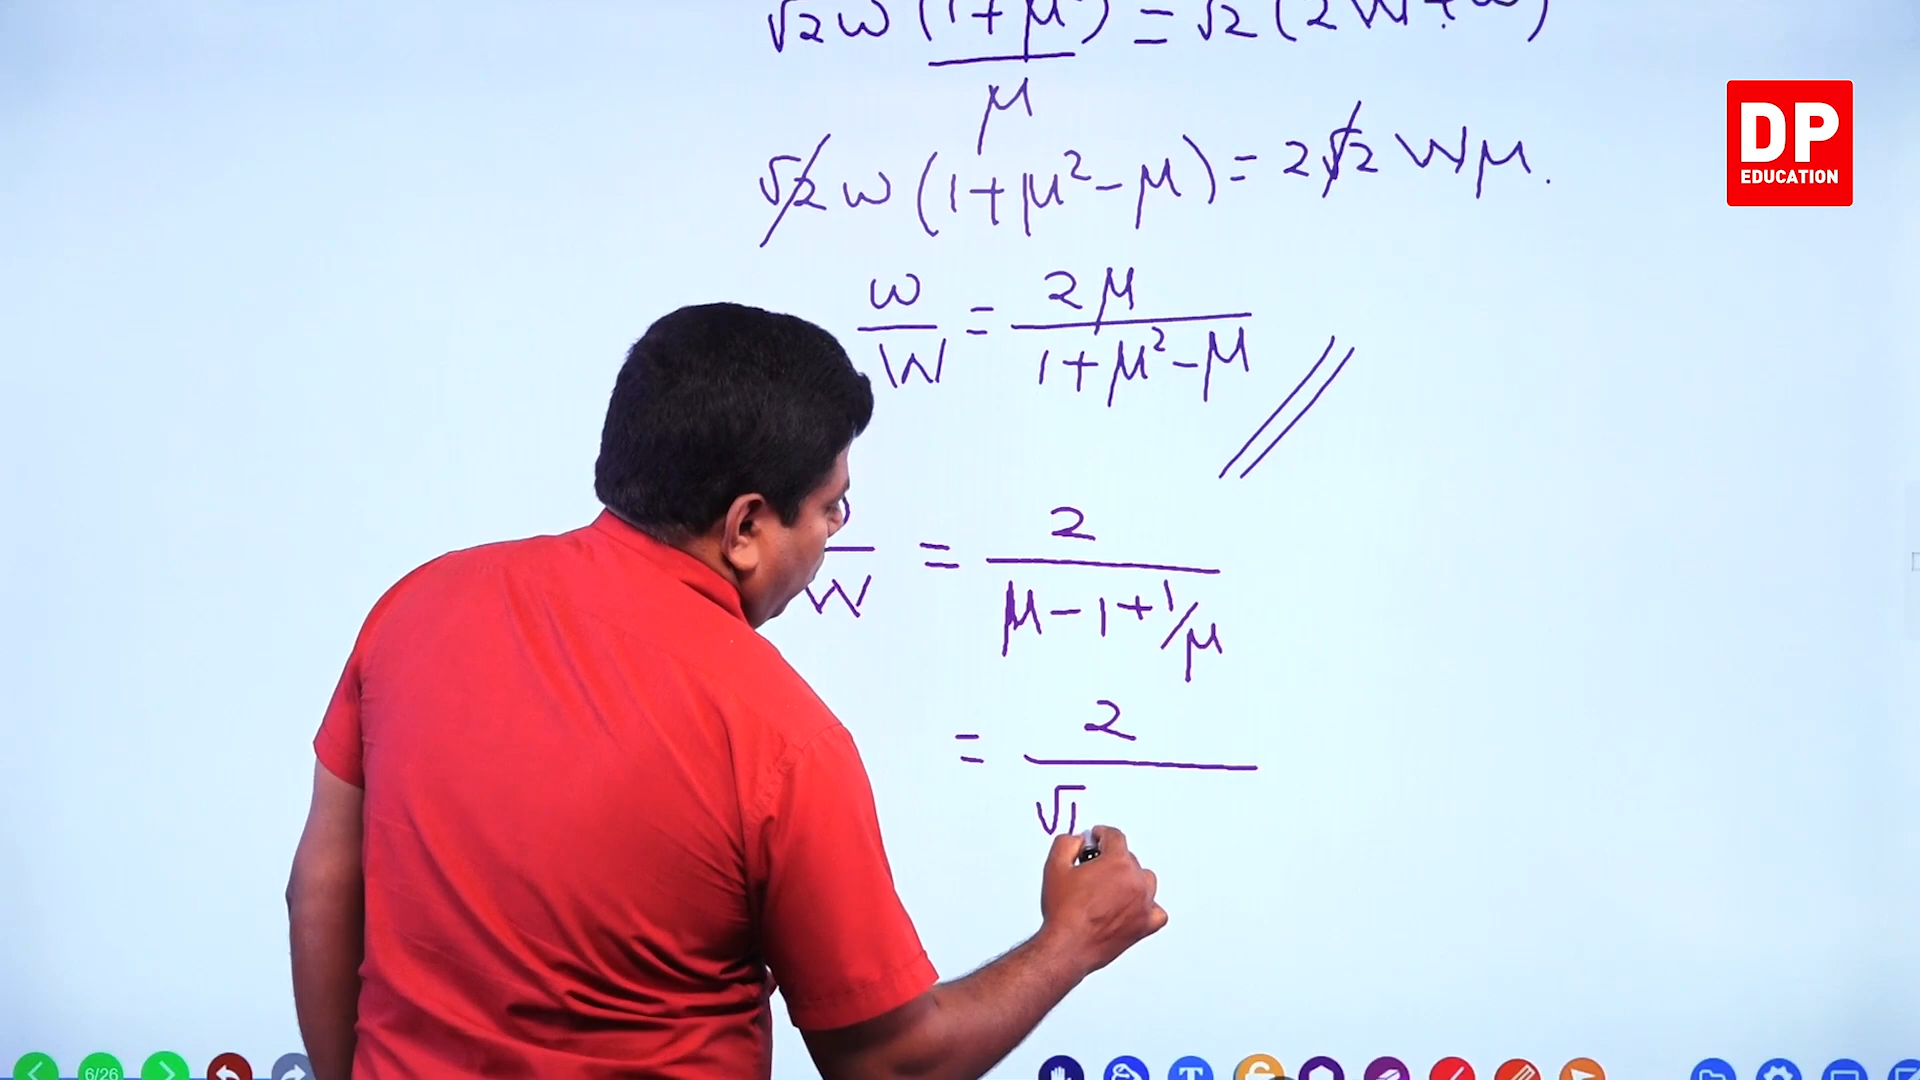 √2 w (1+μ²)/μ = √2 (2W+w)
√2 w (1+μ²-μ) = 2√2 Wμ.
w/W = 2μ/(1+μ²-μ)
/W = 2/(μ-1+1/μ)
= 2/√1
DP
EDUCATION
6/26
T